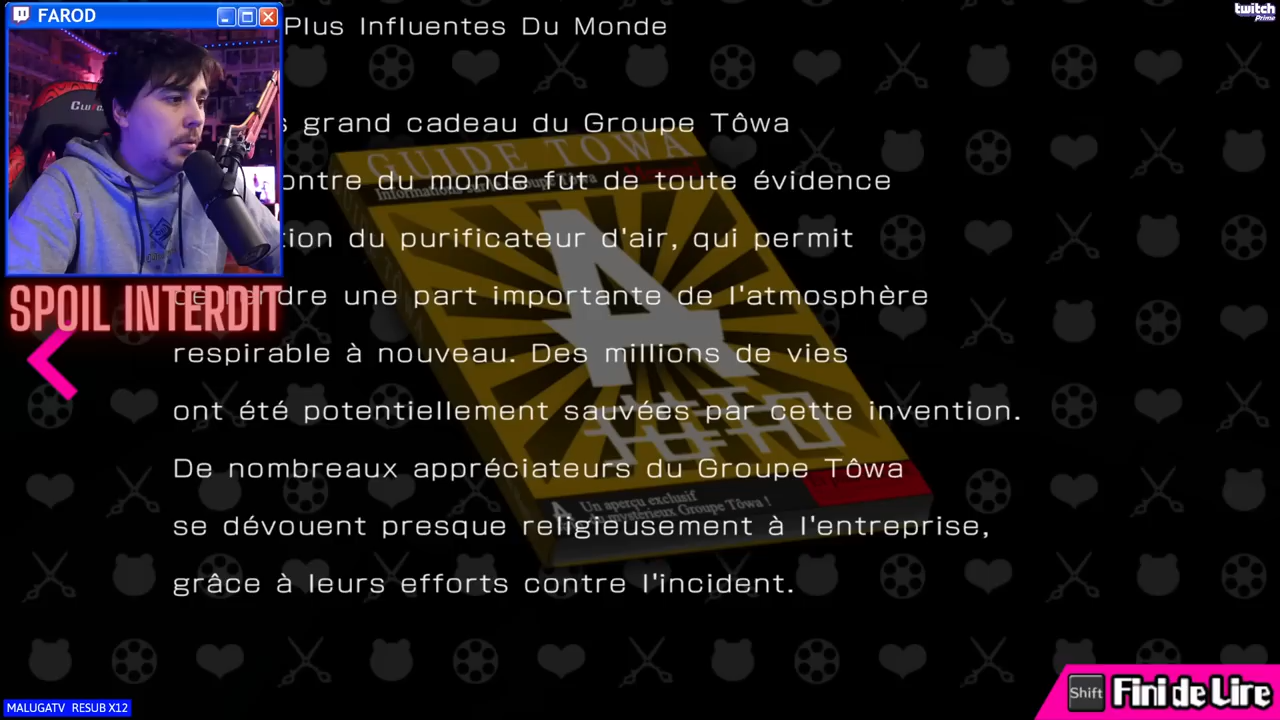 FAROD
twitch
Prime
Plus Influentes Du Monde
grand cadeau du Groupe Tôwa
GUIDE TOWA
du monde fut de toute évidence
du purificateur d'air, qui permit
une part importante de l'atmosphère
SPOIL INTERDIT
respirable à nouveau. Des millions de vies
ont été potentiellement sauvées par cette invention.
De nombreaux appréciateurs du Groupe Tôwa
Un aperçu exclusif
mystérieux Groupe Tôwa !
se dévouent presque religieusement à l'entreprise,
grâce à leurs efforts contre l'incident.
Shift Fini de Lire
MALUGATV RESUB X12